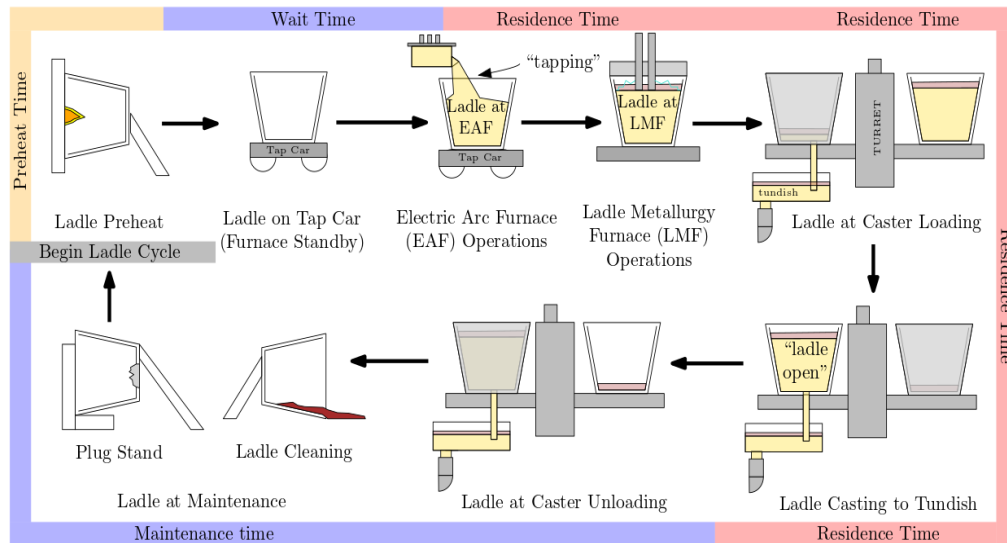 Wait Time
Residence Time
Residence Time
Preheat Time
"tapping"
Ladle at
EAF
Ladle at
LMF
TURRET
Tap Car
Tap Car
tundish
Ladle Preheat
Ladle on Tap Car
(Furnace Standby)
Electric Arc Furnace
(EAF) Operations
Ladle Metallurgy
Furnace (LMF)
Operations
Ladle at Caster Loading
Residence Time
Begin Ladle Cycle
"ladle
open"
Plug Stand
Ladle Cleaning
Ladle at Maintenance
Ladle at Caster Unloading
Ladle Casting to Tundish
Maintenance time
Residence Time